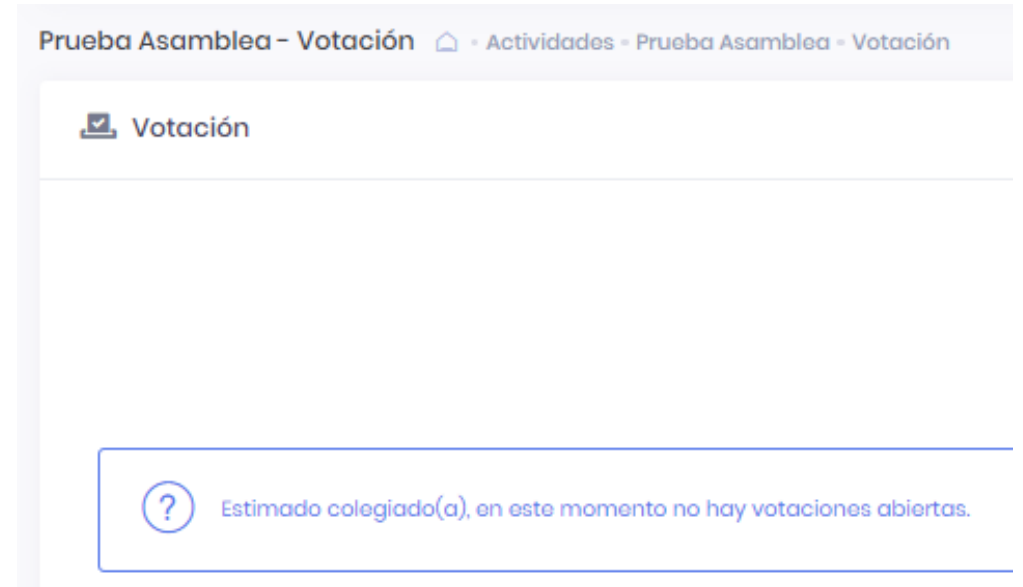 Prueba Asamblea - Votación Actividades Prueba Asamblea Votación
Votación
Estimado colegiado(a), en este momento no hay votaciones abiertas.